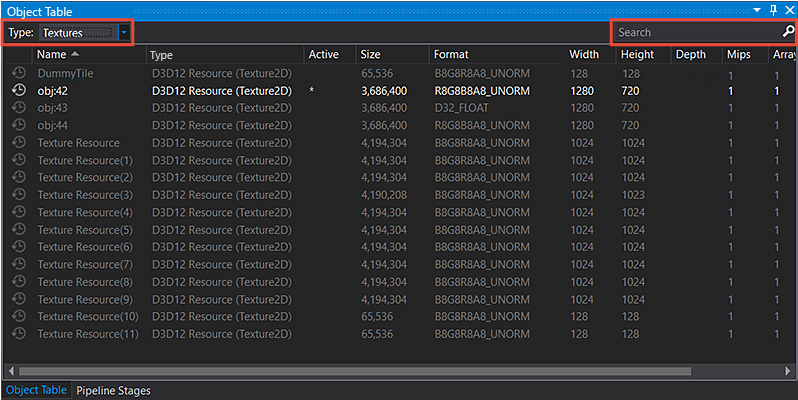 Object Table
Type: Textures Search
Name Type Active Size Format Width Height Depth Mips Array
DummyTile D3D12 Resource (Texture2D) 65,536 B8G8R8A8_UNORM 128 128 1 1
obj:42 D3D12 Resource (Texture2D) * 3,686,400 R8G8B8A8_UNORM 1280 720 1 1
obj:43 D3D12 Resource (Texture2D) 3,686,400 D32_FLOAT 1280 720 1 1
obj:44 D3D12 Resource (Texture2D) 3,686,400 R8G8B8A8_UNORM 1280 720 1 1
Texture Resource D3D12 Resource (Texture2D) 4,194,304 B8G8R8A8_UNORM 1024 1024 1 1
Texture Resource(1) D3D12 Resource (Texture2D) 4,194,304 B8G8R8A8_UNORM 1024 1024 1 1
Texture Resource(2) D3D12 Resource (Texture2D) 4,194,304 B8G8R8A8_UNORM 1024 1024 1 1
Texture Resource(3) D3D12 Resource (Texture2D) 4,190,208 B8G8R8A8_UNORM 1024 1023 1 1
Texture Resource(4) D3D12 Resource (Texture2D) 4,194,304 B8G8R8A8_UNORM 1024 1024 1 1
Texture Resource(5) D3D12 Resource (Texture2D) 4,194,304 B8G8R8A8_UNORM 1024 1024 1 1
Texture Resource(6) D3D12 Resource (Texture2D) 4,194,304 B8G8R8A8_UNORM 1024 1024 1 1
Texture Resource(7) D3D12 Resource (Texture2D) 4,194,304 B8G8R8A8_UNORM 1024 1024 1 1
Texture Resource(8) D3D12 Resource (Texture2D) 4,194,304 B8G8R8A8_UNORM 1024 1024 1 1
Texture Resource(9) D3D12 Resource (Texture2D) 4,194,304 B8G8R8A8_UNORM 1024 1024 1 1
Texture Resource(10) D3D12 Resource (Texture2D) 65,536 B8G8R8A8_UNORM 128 128 1 1
Texture Resource(11) D3D12 Resource (Texture2D) 65,536 B8G8R8A8_UNORM 128 128 1 1
Object Table Pipeline Stages